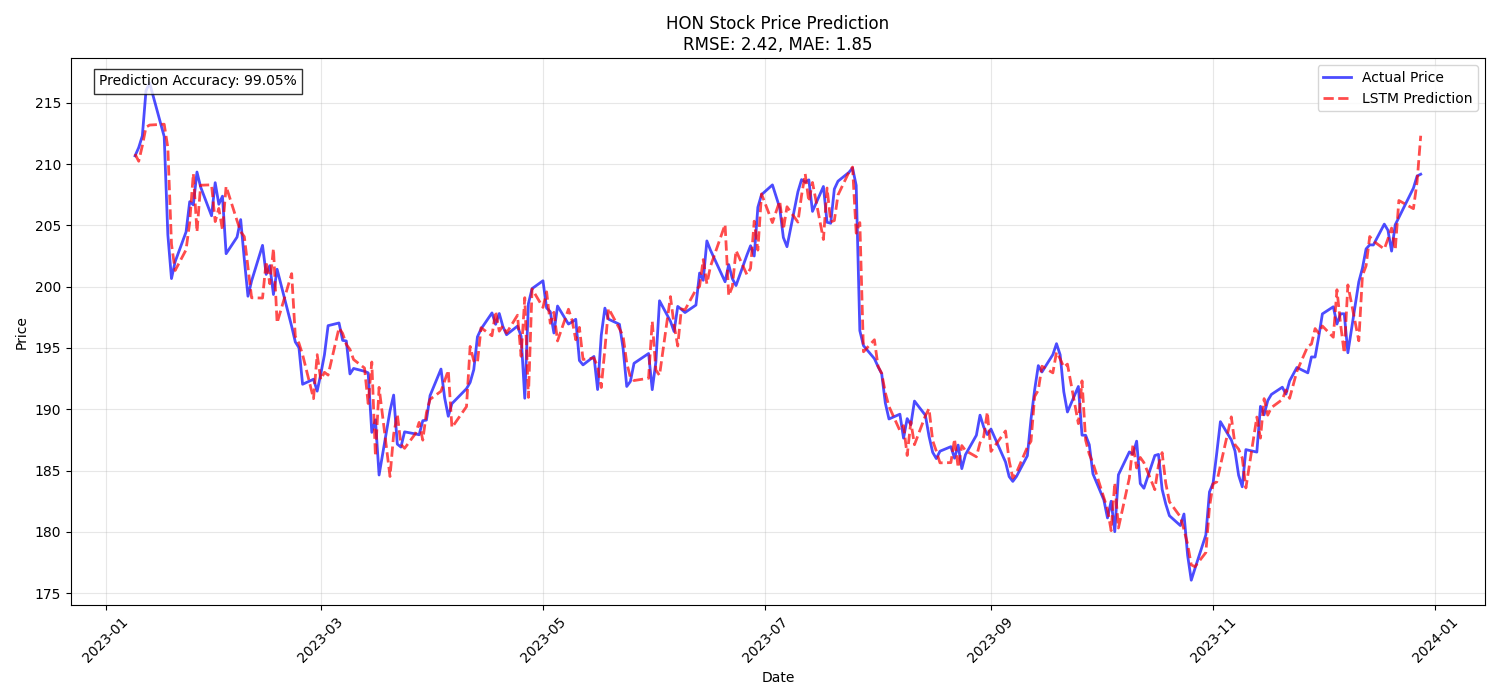 HON Stock Price Prediction
RMSE: 2.42, MAE: 1.85
Prediction Accuracy: 99.05%
Actual Price
LSTM Prediction
Price
215
210
205
200
195
190
185
180
175
2023-01
2023-03
2023-05
2023-07
2023-09
2023-11
2024-01
Date